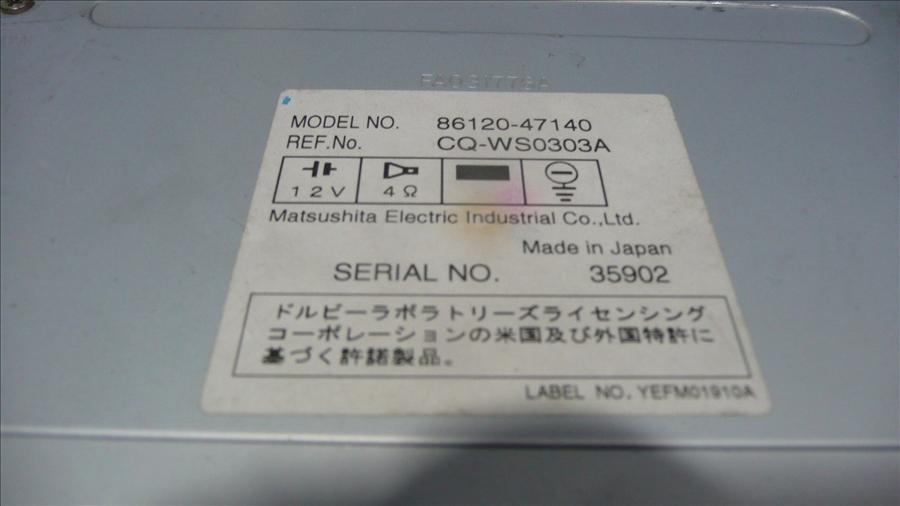 MODEL NO. 86120-47140
REF.No. CQ-WS0303A
12V 4Ω
Matsushita Electric Industrial Co.,Ltd.
Made in Japan
SERIAL NO. 35902
ドルビーラボラトリーズライセンシング
コーポレーションの米国及び外国特許に
基づく許諾製品。
LABEL NO. YEFM01910A